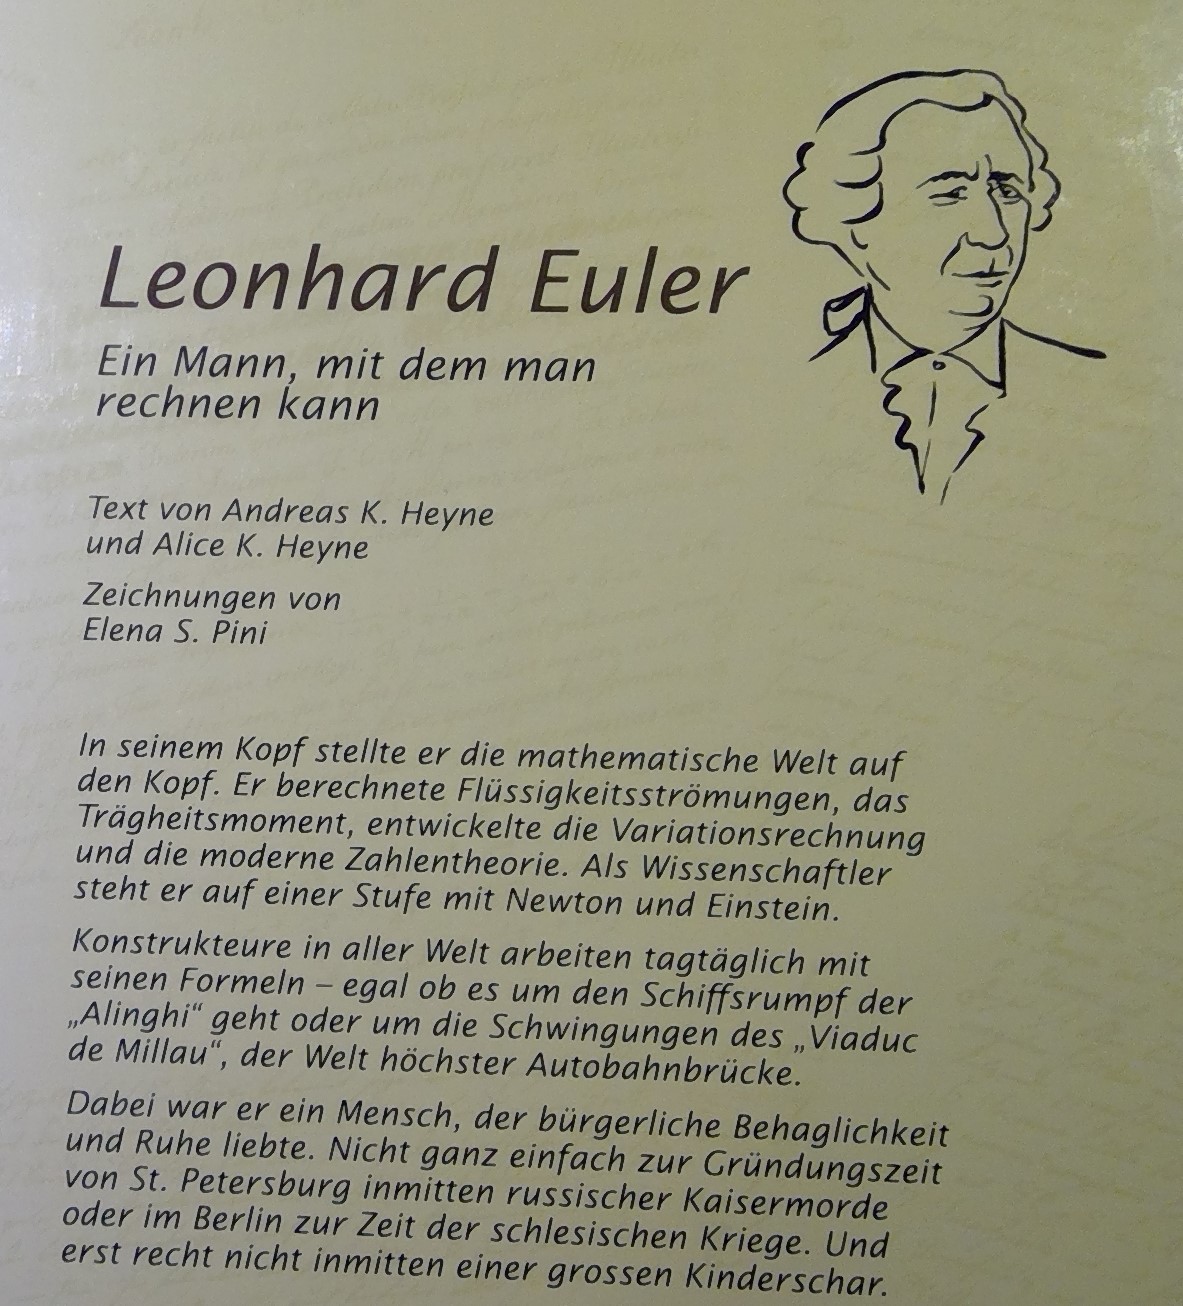 Leonhard Euler
Ein Mann, mit dem man
rechnen kann
Text von Andreas K. Heyne
und Alice K. Heyne
Zeichnungen von
Elena S. Pini
In seinem Kopf stellte er die mathematische Welt auf
den Kopf. Er berechnete Flüssigkeitsströmungen, das
Trägheitsmoment, entwickelte die Variationsrechnung
und die moderne Zahlentheorie. Als Wissenschaftler
steht er auf einer Stufe mit Newton und Einstein.
Konstrukteure in aller Welt arbeiten tagtäglich mit
seinen Formeln – egal ob es um den Schiffsrumpf der
„Alinghi“ geht oder um die Schwingungen des „Viaduc
de Millau“, der Welt höchster Autobahnbrücke.
Dabei war er ein Mensch, der bürgerliche Behaglichkeit
und Ruhe liebte. Nicht ganz einfach zur Gründungszeit
von St. Petersburg inmitten russischer Kaisermorde
oder im Berlin zur Zeit der schlesischen Kriege. Und
erst recht nicht inmitten einer grossen Kinderschar.